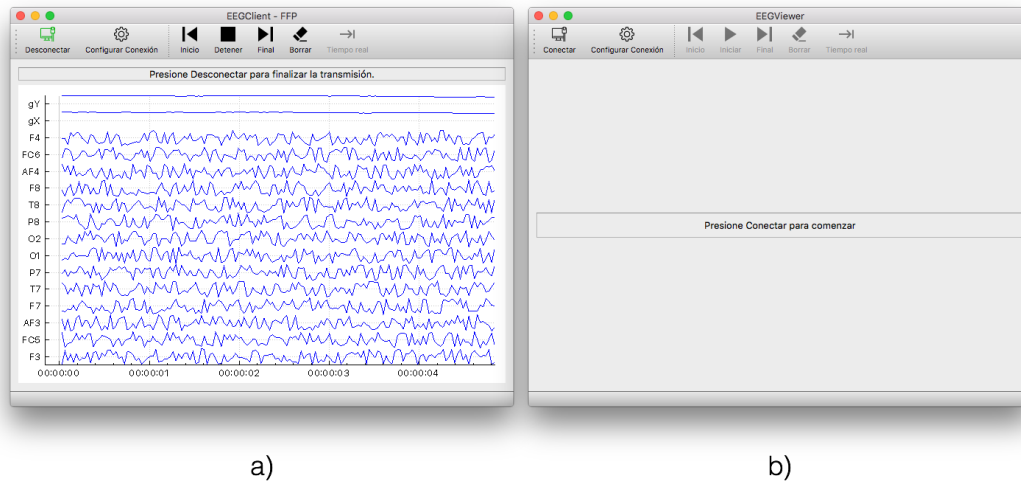 EEGClient - FFP
Desconectar Configurar Conexión Inicio Detener Final Borrar Tiempo real
Presione Desconectar para finalizar la transmisión.
gY
gX
F4
FC6
AF4
F8
T8
P8
O2
O1
P7
T7
F7
AF3
FC5
F3
00:00:00 00:00:01 00:00:02 00:00:03 00:00:04
a)
EEGViewer
Conectar Configurar Conexión Inicio Iniciar Final Borrar Tiempo real
Presione Conectar para comenzar
b)